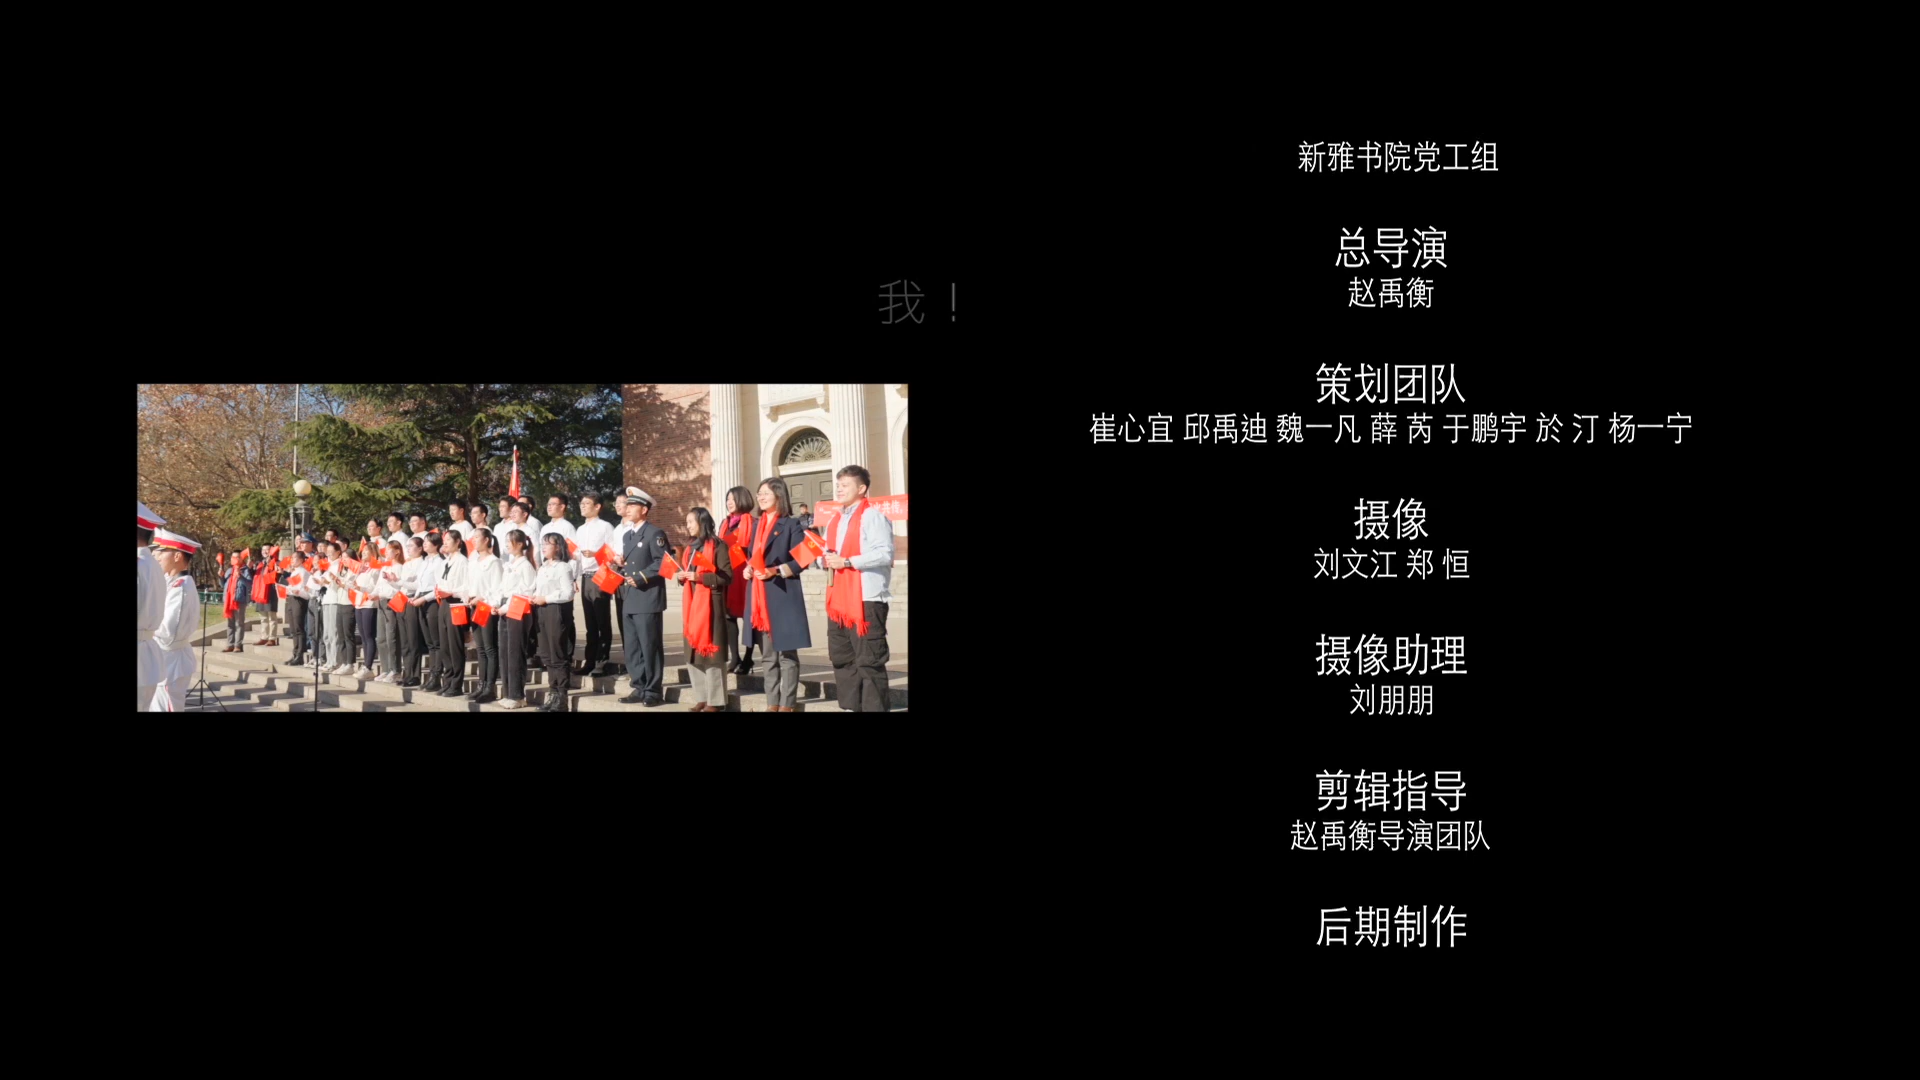 新雅书院党工组
总导演
赵禹衡
我！
策划团队
崔心宜 邱禹迪 魏一凡 薛 芮 于鹏宇 於 汀 杨一宁
摄像
刘文江 郑 恒
摄像助理
刘朋朋
剪辑指导
赵禹衡导演团队
后期制作